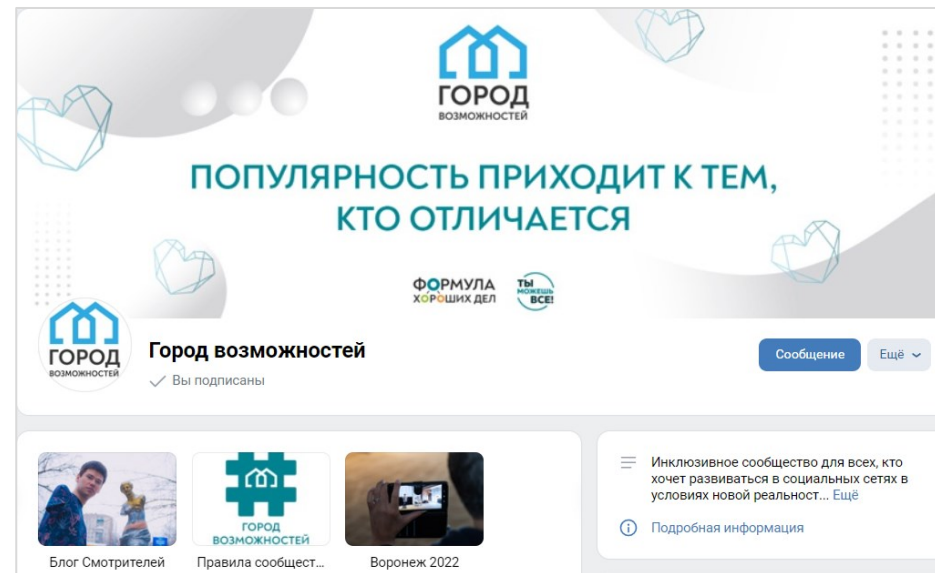 ГОРОД
ВОЗМОЖНОСТЕЙ
ПОПУЛЯРНОСТЬ ПРИХОДИТ К ТЕМ,
КТО ОТЛИЧАЕТСЯ
ФОРМУЛА
ХОРОШИХ ДЕЛ
ТЫ
МОЖЕШЬ
ВСЕ!
ГОРОД
ВОЗМОЖНОСТЕЙ
Город возможностей
Вы подписаны
Сообщение
Ещё
ГОРОД
ВОЗМОЖНОСТЕЙ
Блог Смотрителей
Правила сообщест...
Воронеж 2022
Инклюзивное сообщество для всех, кто
хочет развиваться в социальных сетях в
условиях новой реальност... Ещё
Подробная информация